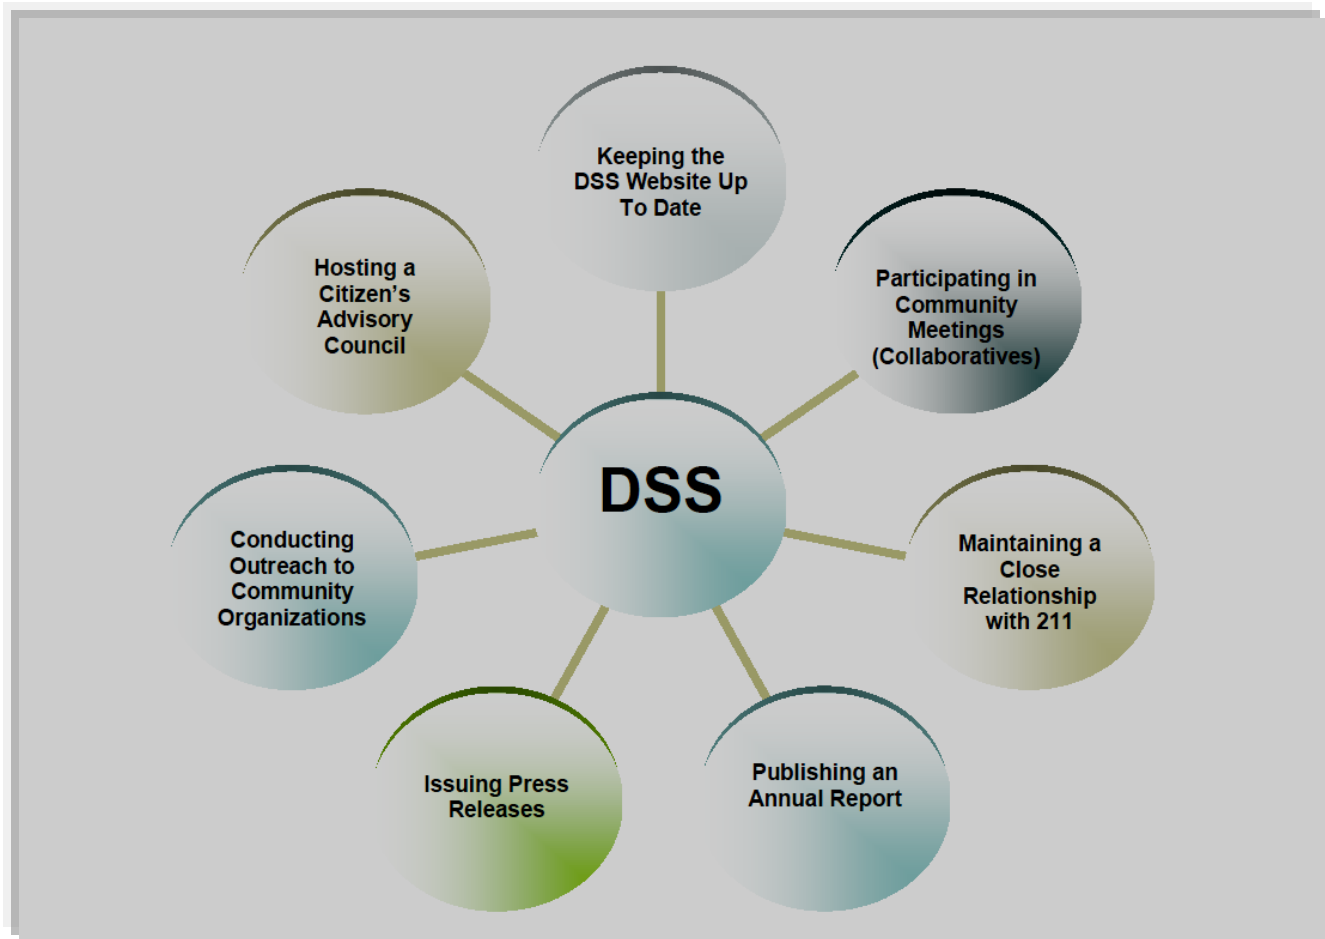 Keeping the
DSS Website Up
To Date
Hosting a
Citizen’s
Advisory
Council
Participating in
Community
Meetings
(Collaboratives)
DSS
Conducting
Outreach to
Community
Organizations
Maintaining a
Close
Relationship
with 211
Issuing Press
Releases
Publishing an
Annual Report